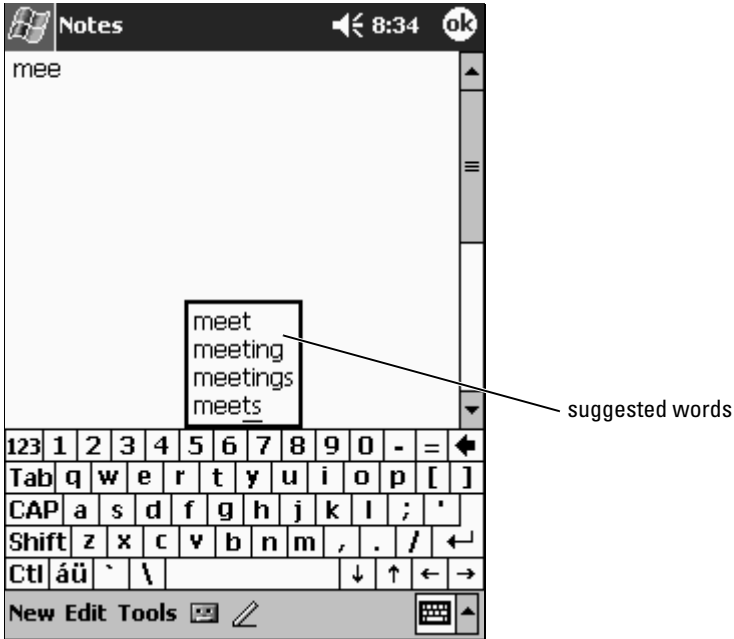 Notes 8:34 ok
mee
meet
meeting
meetings
meets
suggested words
123 1 2 3 4 5 6 7 8 9 0 - =
Tab q w e r t y u i o p [ ]
CAP a s d f g h j k l ; '
Shift z x c v b n m , . /
Ctl áü ` \ ↓ ↑ ← →
New Edit Tools